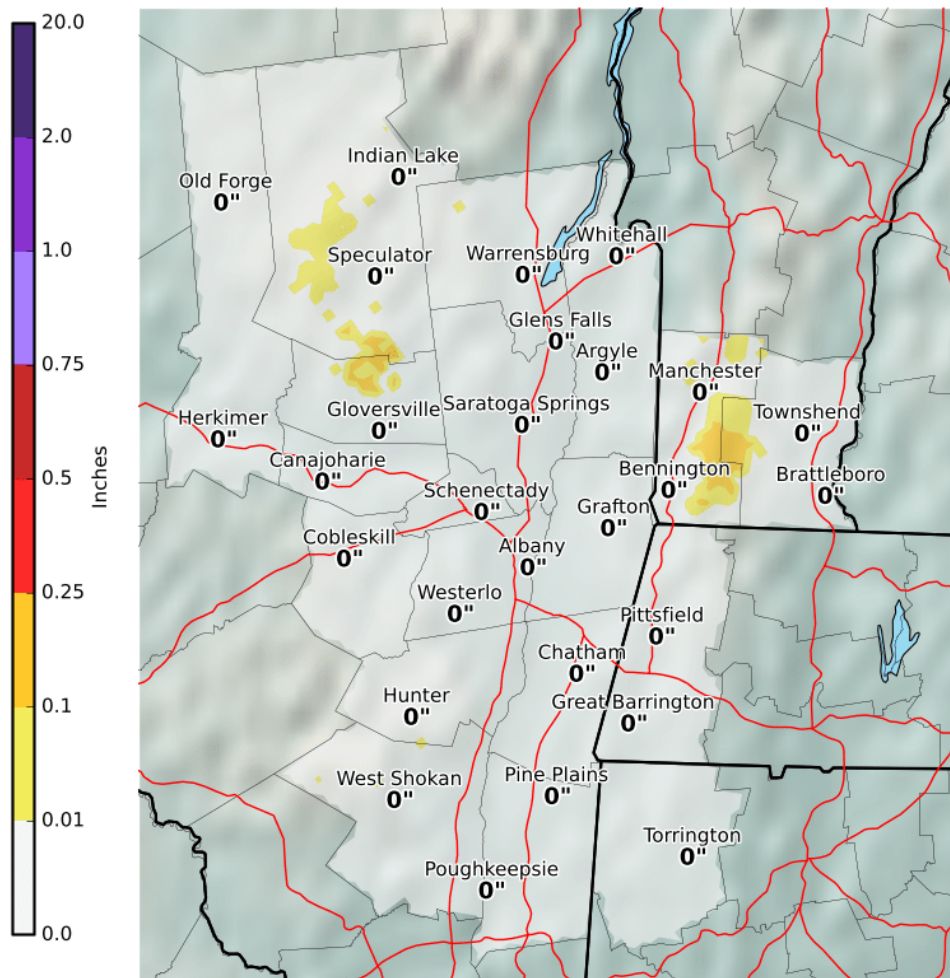 20.0
2.0
1.0
0.75
0.5
0.25
0.1
0.01
0.0
Inches
Indian Lake
0"
Old Forge
0"
Whitehall
0"
Speculator
0"
Warrensburg
0"
Glens Falls
0"
Argyle
0"
Manchester
0"
Gloversville
0"
Saratoga Springs
0"
Townshend
0"
Herkimer
0"
Canajoharie
0"
Bennington
0"
Brattleboro
0"
Schenectady
0"
Grafton
0"
Cobleskill
0"
Albany
0"
Westerlo
0"
Pittsfield
0"
Chatham
0"
Hunter
0"
Great Barrington
0"
West Shokan
0"
Pine Plains
0"
Torrington
0"
Poughkeepsie
0"